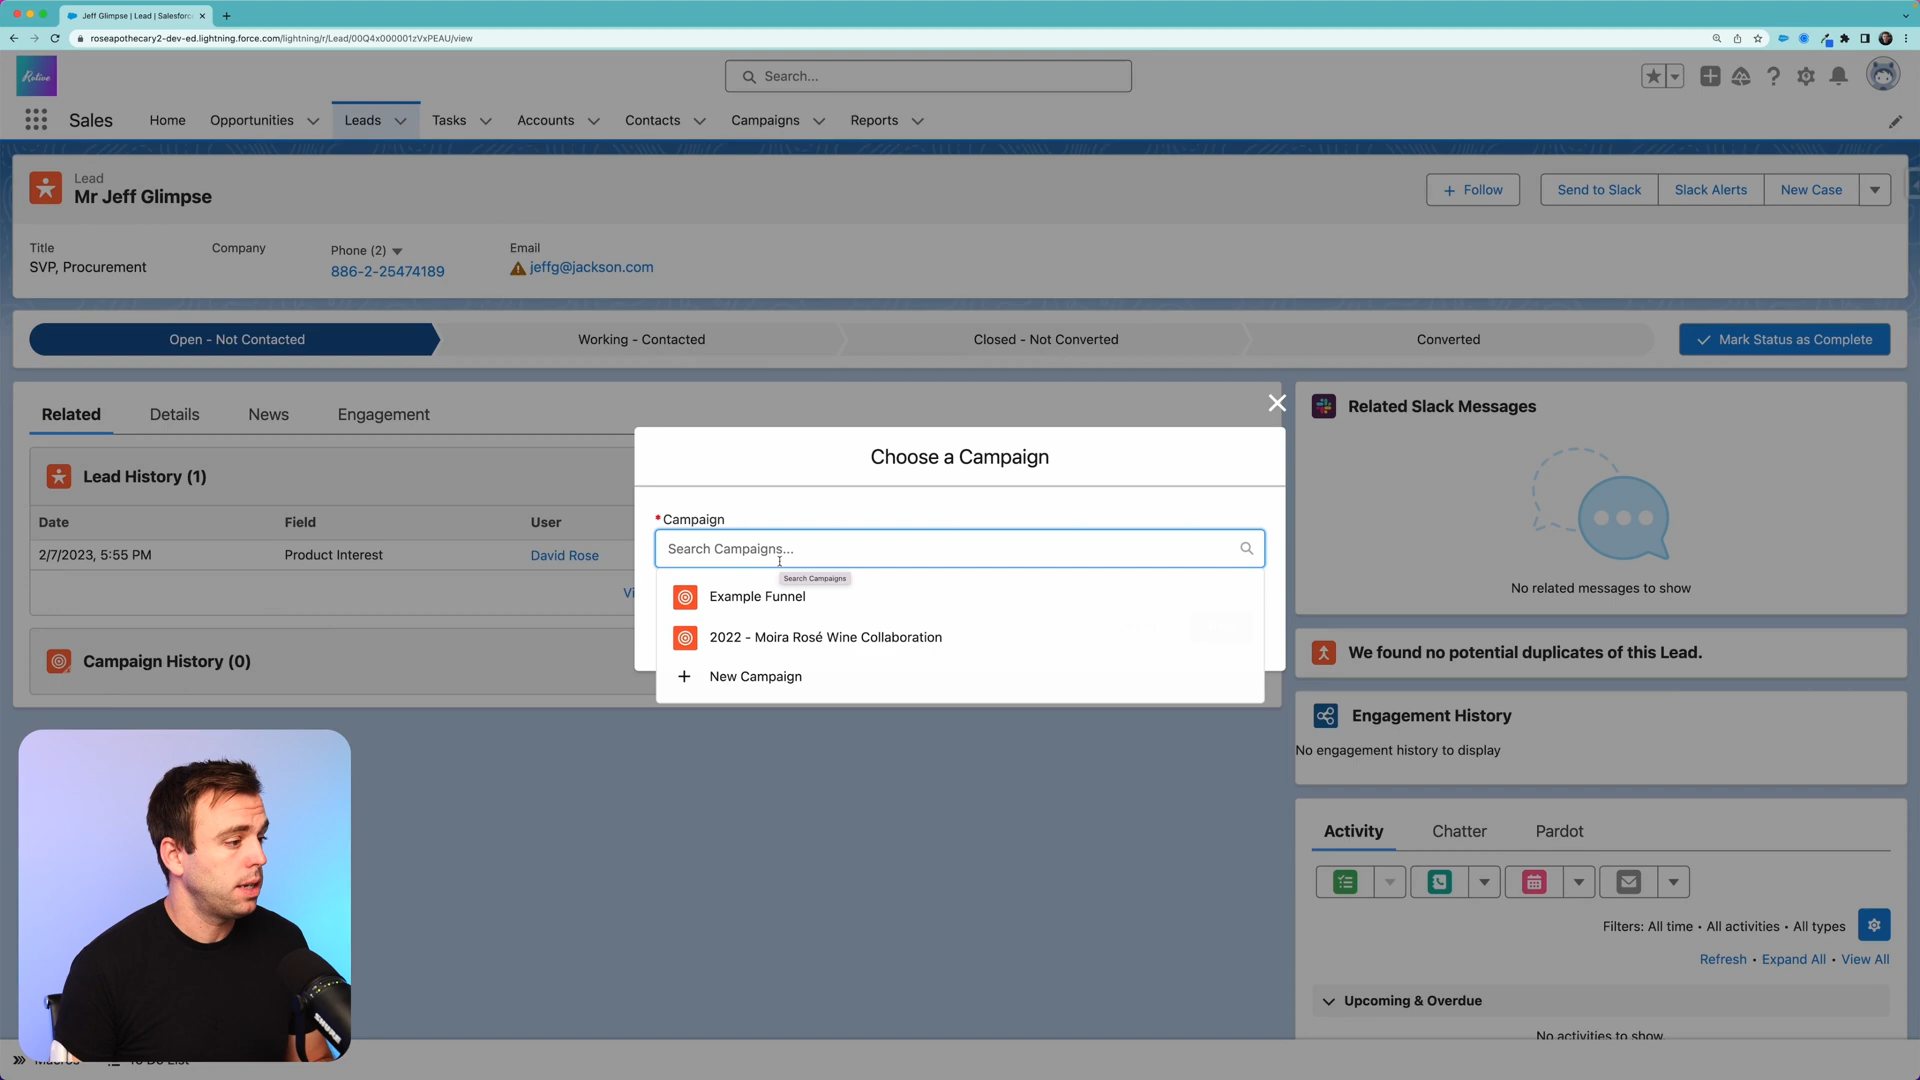 Jeff Glimpse | Lead | Salesforc
roseapothecary2-dev-ed.lightning.force.com/lightning/r/Lead/00Q4x000001zVxPEAU/view
Rotive
Search...
Sales
Home
Opportunities
Leads
Tasks
Accounts
Contacts
Campaigns
Reports
Lead
Mr Jeff Glimpse
+ Follow
Send to Slack
Slack Alerts
New Case
Title
SVP, Procurement
Company
Phone (2)
886-2-25474189
Email
jeffg@jackson.com
Open - Not Contacted
Working - Contacted
Closed - Not Converted
Converted
Mark Status as Complete
Related
Details
News
Engagement
Lead History (1)
Date
Field
User
2/7/2023, 5:55 PM
Product Interest
David Rose
Campaign History (0)
Choose a Campaign
* Campaign
Search Campaigns...
Search Campaigns
Example Funnel
2022 - Moira Rosé Wine Collaboration
+ New Campaign
Related Slack Messages
No related messages to show
We found no potential duplicates of this Lead.
Engagement History
No engagement history to display
Activity
Chatter
Pardot
Filters: All time • All activities • All types
Refresh • Expand All • View All
Upcoming & Overdue
No activities to show.
SHURE